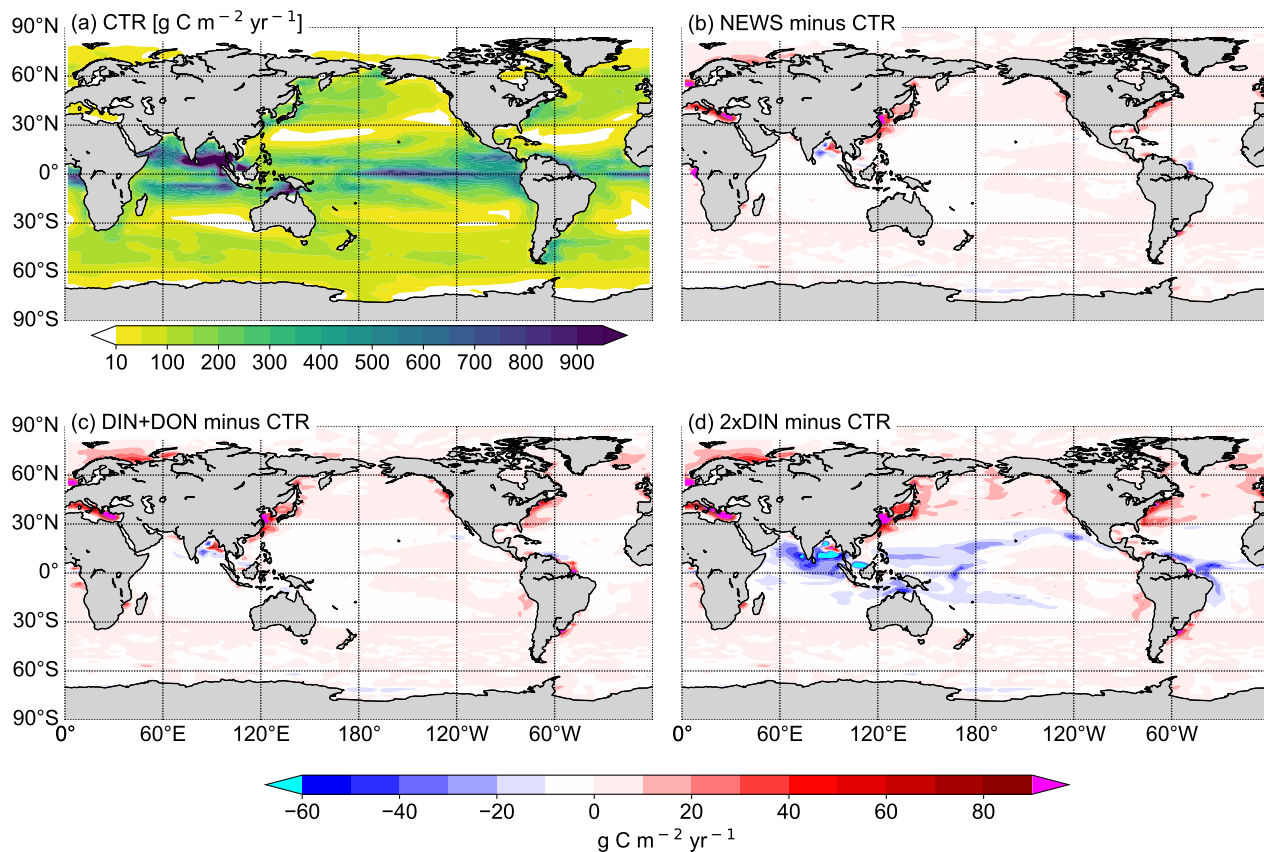 (a) CTR [g C m⁻² yr⁻¹]
(b) NEWS minus CTR
90°N
60°N
30°N
0°
30°S
60°S
90°S
10 100 200 300 400 500 600 700 800 900
(c) DIN+DON minus CTR
(d) 2xDIN minus CTR
90°N
60°N
30°N
0°
30°S
60°S
90°S
0° 60°E 120°E 180° 120°W 60°W
0° 60°E 120°E 180° 120°W 60°W
−60 −40 −20 0 20 40 60 80
g C m⁻² yr⁻¹